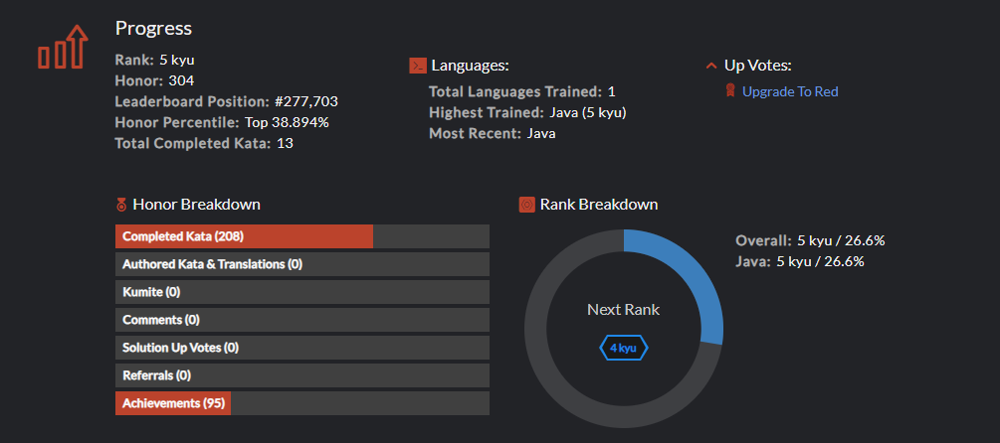 Progress
Rank: 5 kyu
Honor: 304
Leaderboard Position: #277,703
Honor Percentile: Top 38.894%
Total Completed Kata: 13
Languages:
Total Languages Trained: 1
Highest Trained: Java (5 kyu)
Most Recent: Java
Up Votes:
Upgrade To Red
Honor Breakdown
Completed Kata (208)
Authored Kata & Translations (0)
Kumite (0)
Comments (0)
Solution Up Votes (0)
Referrals (0)
Achievements (95)
Rank Breakdown
Next Rank
4 kyu
Overall: 5 kyu / 26.6%
Java: 5 kyu / 26.6%